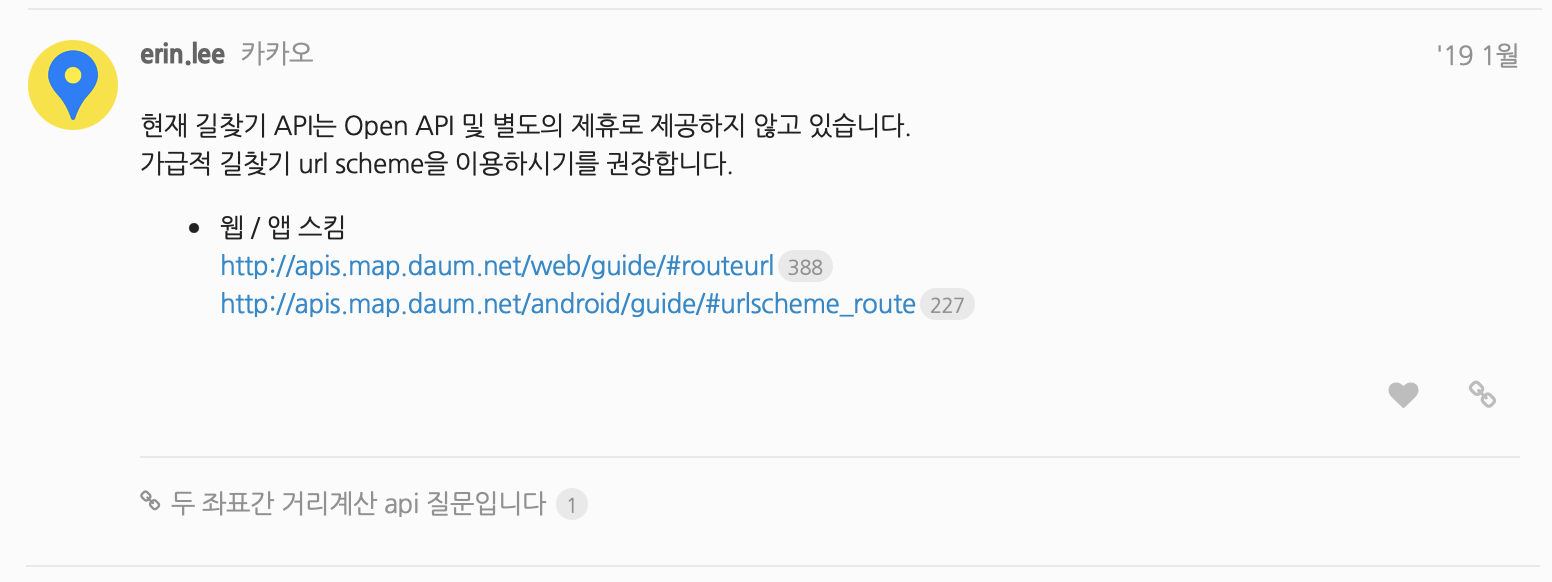 erin.lee 카카오
'19 1월
현재 길찾기 API는 Open API 및 별도의 제휴로 제공하지 않고 있습니다.
가급적 길찾기 url scheme을 이용하시기를 권장합니다.
• 웹 / 앱 스킴
http://apis.map.daum.net/web/guide/#routeurl 388
http://apis.map.daum.net/android/guide/#urlscheme_route 227
두 좌표간 거리계산 api 질문입니다 1